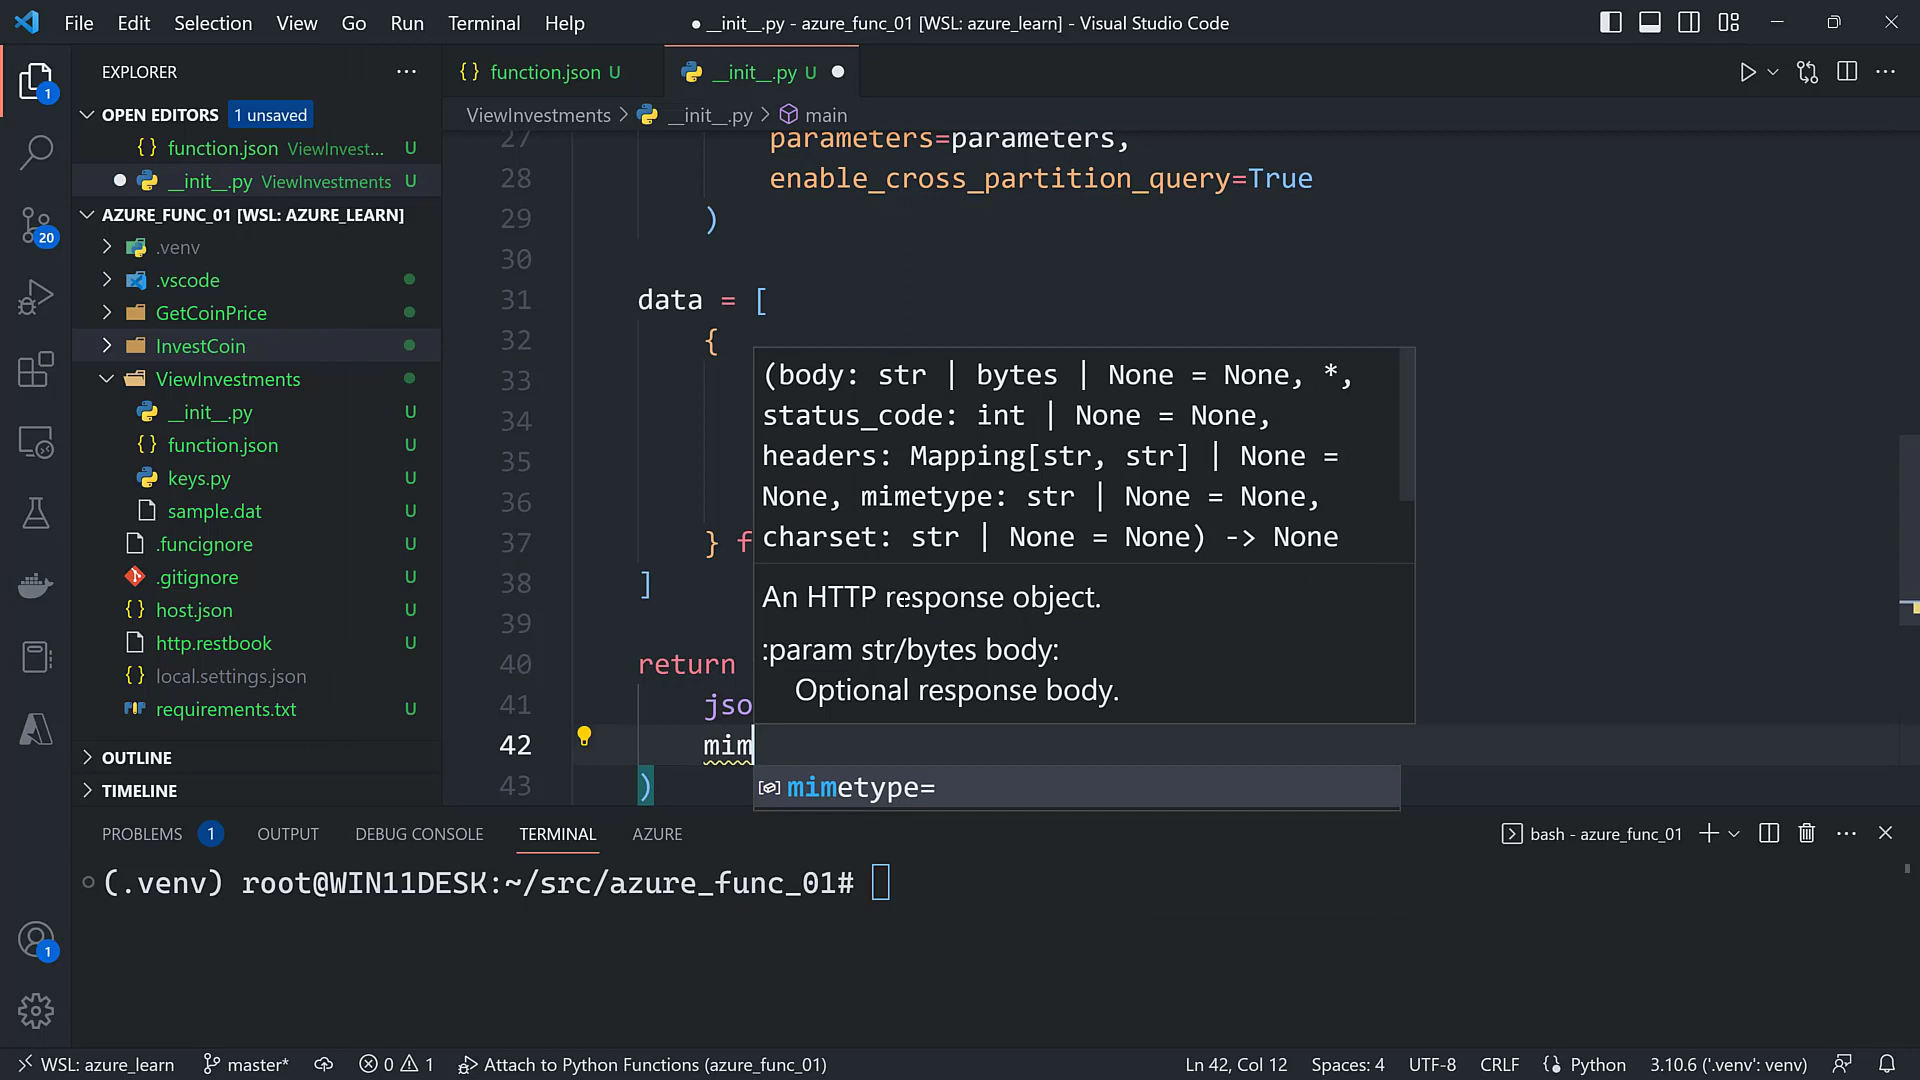 File Edit Selection View Go Run Terminal Help
● __init__.py - azure_func_01 [WSL: azure_learn] - Visual Studio Code
EXPLORER
OPEN EDITORS 1 unsaved
function.json ViewInvest... U
__init__.py ViewInvestments U
AZURE_FUNC_01 [WSL: AZURE_LEARN]
.venv
.vscode
GetCoinPrice
InvestCoin
ViewInvestments
__init__.py U
function.json U
keys.py U
sample.dat U
.funcignore U
.gitignore U
host.json U
http.restbook U
local.settings.json
requirements.txt U
OUTLINE
TIMELINE
1
20
1
function.json U
__init__.py U
ViewInvestments > __init__.py > main
27 parameters=parameters,
28 enable_cross_partition_query=True
29 )
30
31 data = [
32 {
33
34
35
36
37 } f
38 ]
39
40 return
41 jso
42 mim
43 )
(body: str | bytes | None = None, *,
status_code: int | None = None,
headers: Mapping[str, str] | None =
None, mimetype: str | None = None,
charset: str | None = None) -> None
An HTTP response object.
:param str/bytes body:
Optional response body.
mimetype=
PROBLEMS 1 OUTPUT DEBUG CONSOLE TERMINAL AZURE
bash - azure_func_01
(.venv) root@WIN11DESK:~/src/azure_func_01#
WSL: azure_learn master* 0 1 Attach to Python Functions (azure_func_01)
Ln 42, Col 12 Spaces: 4 UTF-8 CRLF Python 3.10.6 ('.venv': venv)